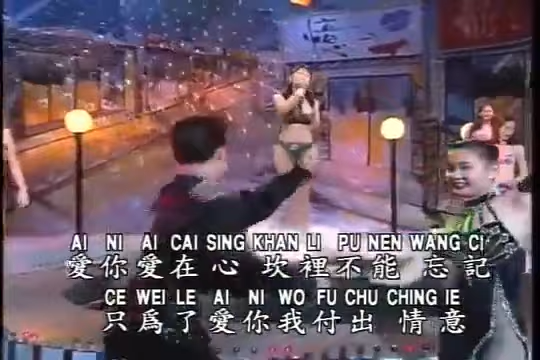 AI NI AI CAI SING KHAN LI PU NEN WANG CI
愛你愛在心坎裡不能 忘記
CE WEI LE AI NI WO FU CHU CHING IE
只為了愛你我付出 情意